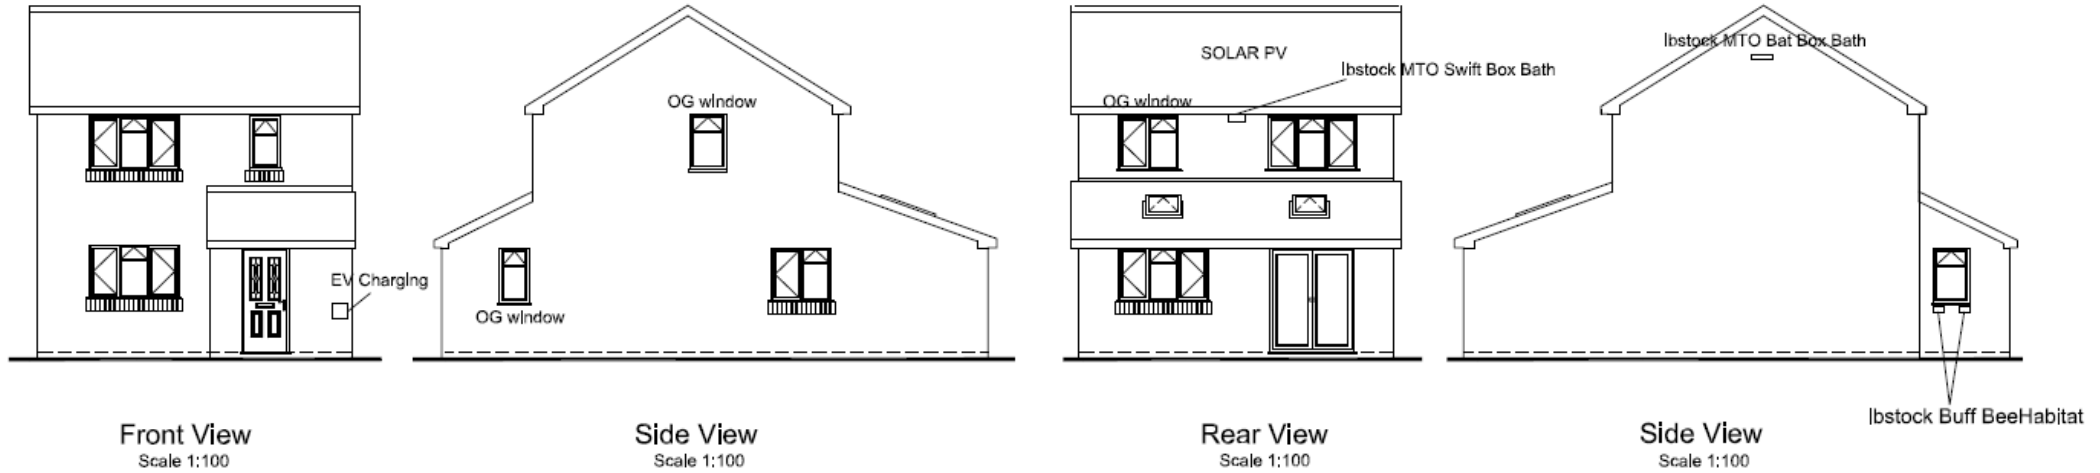 SOLAR PV
Ibstock MTO Bat Box Bath
Ibstock MTO Swift Box Bath
OG window
OG window
EV Charging
OG window
Ibstock Buff BeeHabitat
Front View
Scale 1:100
Side View
Scale 1:100
Rear View
Scale 1:100
Side View
Scale 1:100